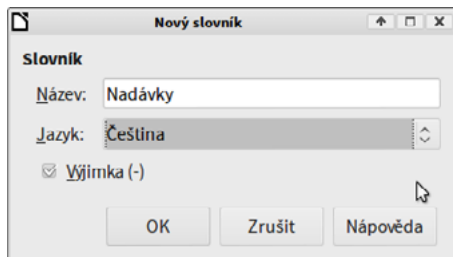 Nový slovník
Slovník
Název: Nadávky
Jazyk: Čeština
Výjimka (-)
OK Zrušit Nápověda